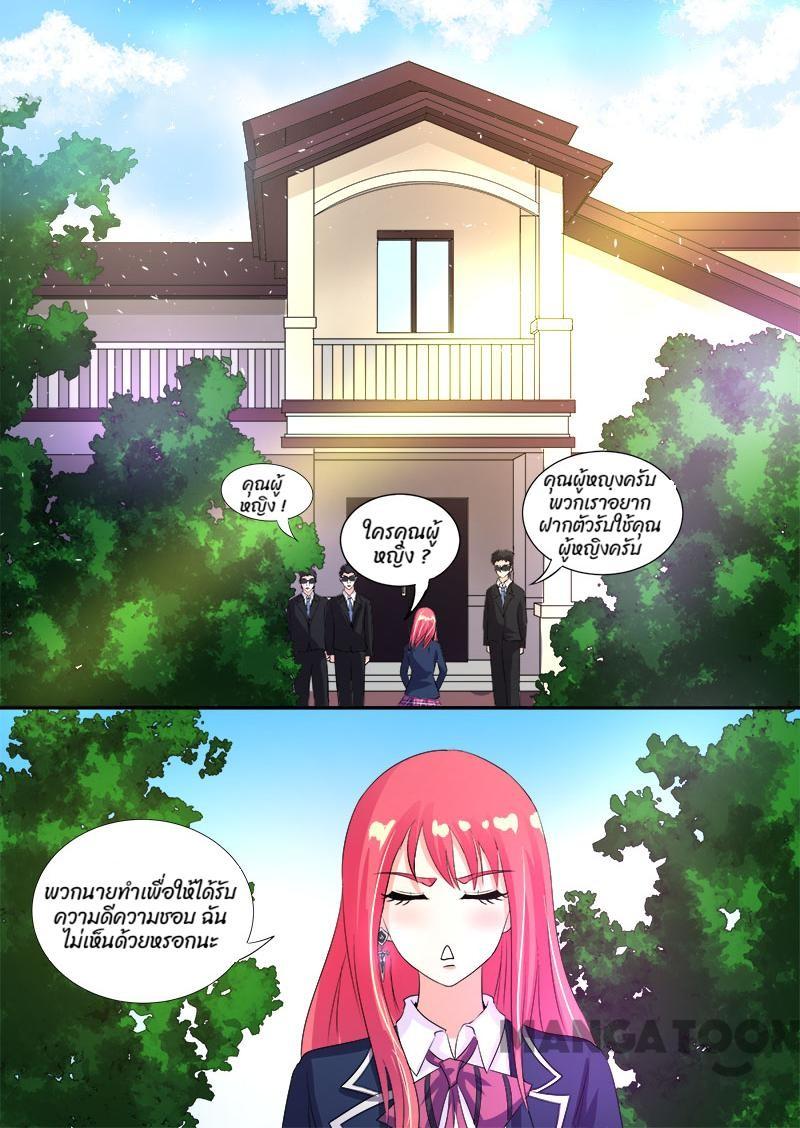 คุณผู้
หญิง !
ใครคุณผู้
หญิง ?
คุณผู้หญงครับ
พวกเราอยาก
ฝากตัวรับใช้คุณ
ผู้หญิงครับ
พวกนายทำเพื่อให้ได้รับ
ความดีความชอบ ฉัน
ไม่เห็นด้วยหรอกนะ
MANGATOON